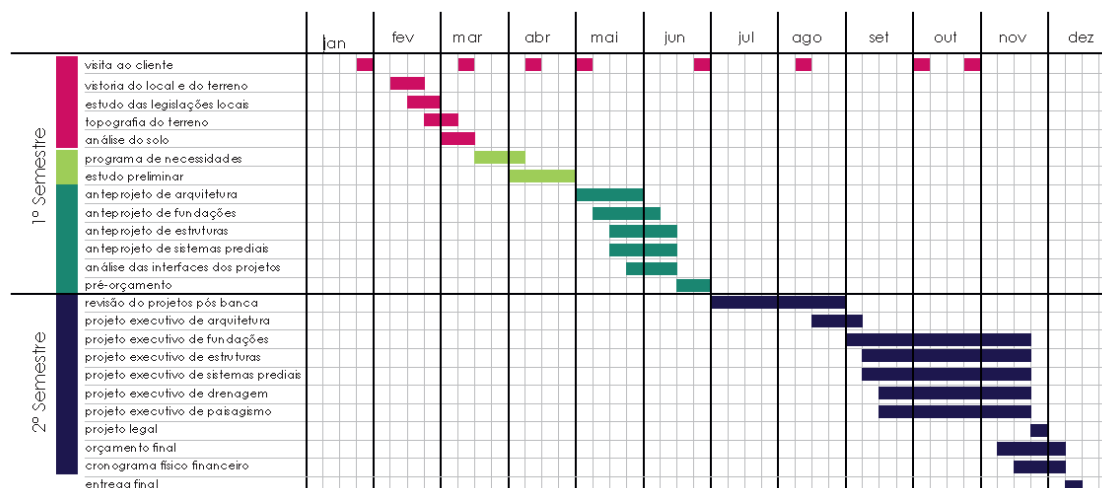 jan fev mar abr mai jun jul ago set out nov dez
1º Semestre
visita ao cliente
vistoria do local e do terreno
estudo das legislações locais
topografia do terreno
análise do solo
programa de necessidades
estudo preliminar
anteprojeto de arquitetura
anteprojeto de fundações
anteprojeto de estruturas
anteprojeto de sistemas prediais
análise das interfaces dos projetos
pré-orçamento
2º Semestre
revisão do projetos pós banca
projeto executivo de arquitetura
projeto executivo de fundações
projeto executivo de estruturas
projeto executivo de sistemas prediais
projeto executivo de drenagem
projeto executivo de paisagismo
projeto legal
orçamento final
cronograma físico financeiro
entrega final